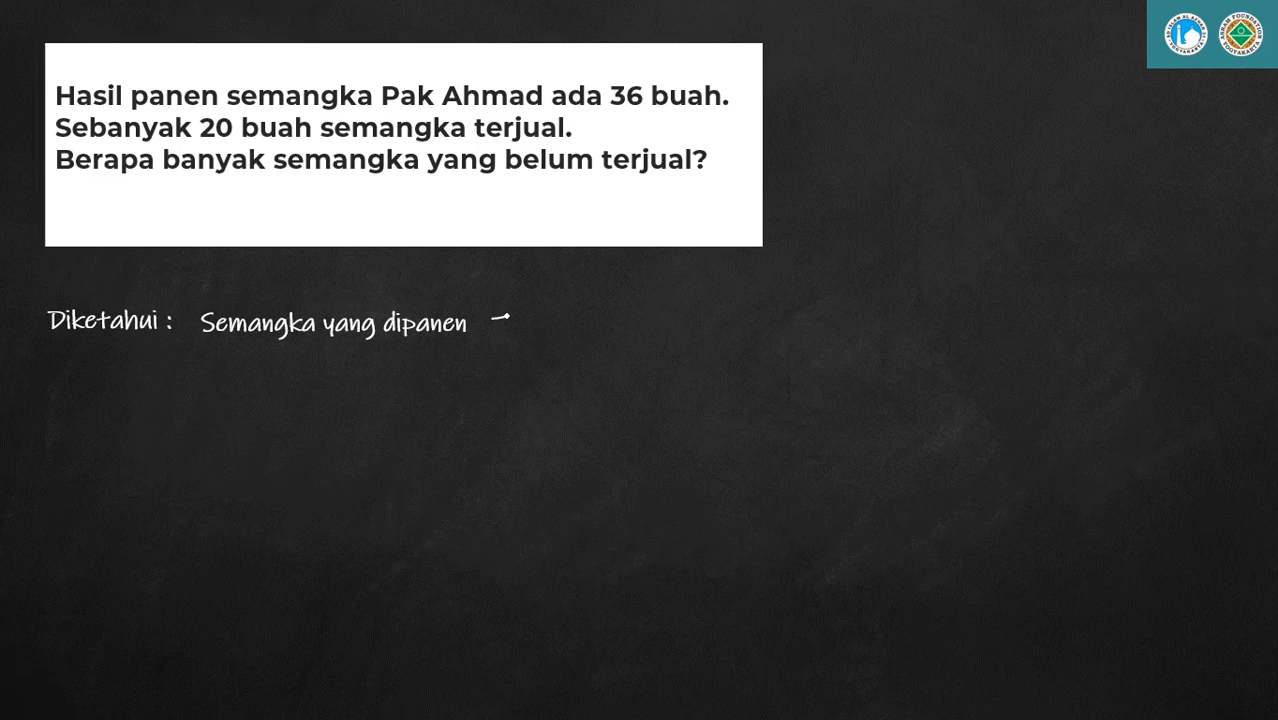 Hasil panen semangka Pak Ahmad ada 36 buah.
Sebanyak 20 buah semangka terjual.
Berapa banyak semangka yang belum terjual?
Diketahui : Semangka yang dipanen